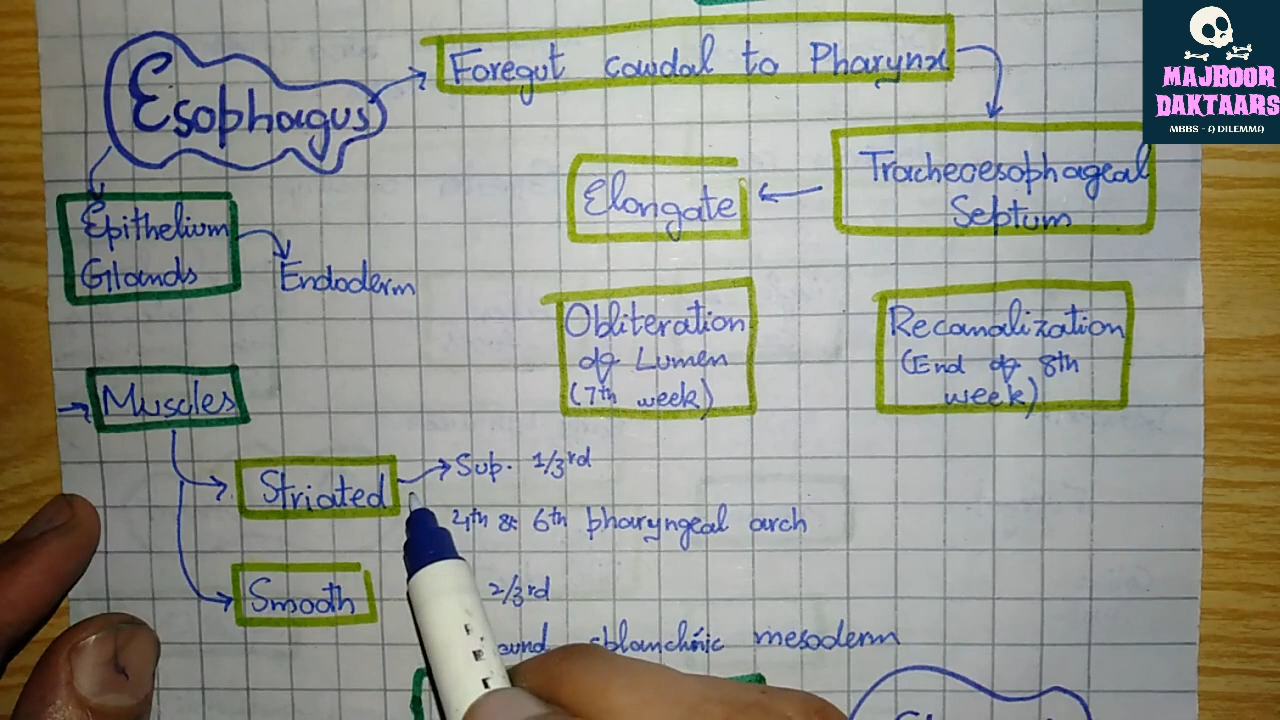 Esophagus
Foregut caudal to Pharynx
Tracheoesophageal
Septum
Elongate
Epithelium
Glands
Endoderm
Obliteration
of Lumen
(7th week)
Recanalization
(End of 8th
week)
Muscles
Striated
Sup. 1/3rd
4th & 6th pharyngeal arch
Smooth
2/3rd
splanchnic mesoderm
MAJBOOR
DAKTAARS
MBBS - A DILEMMA